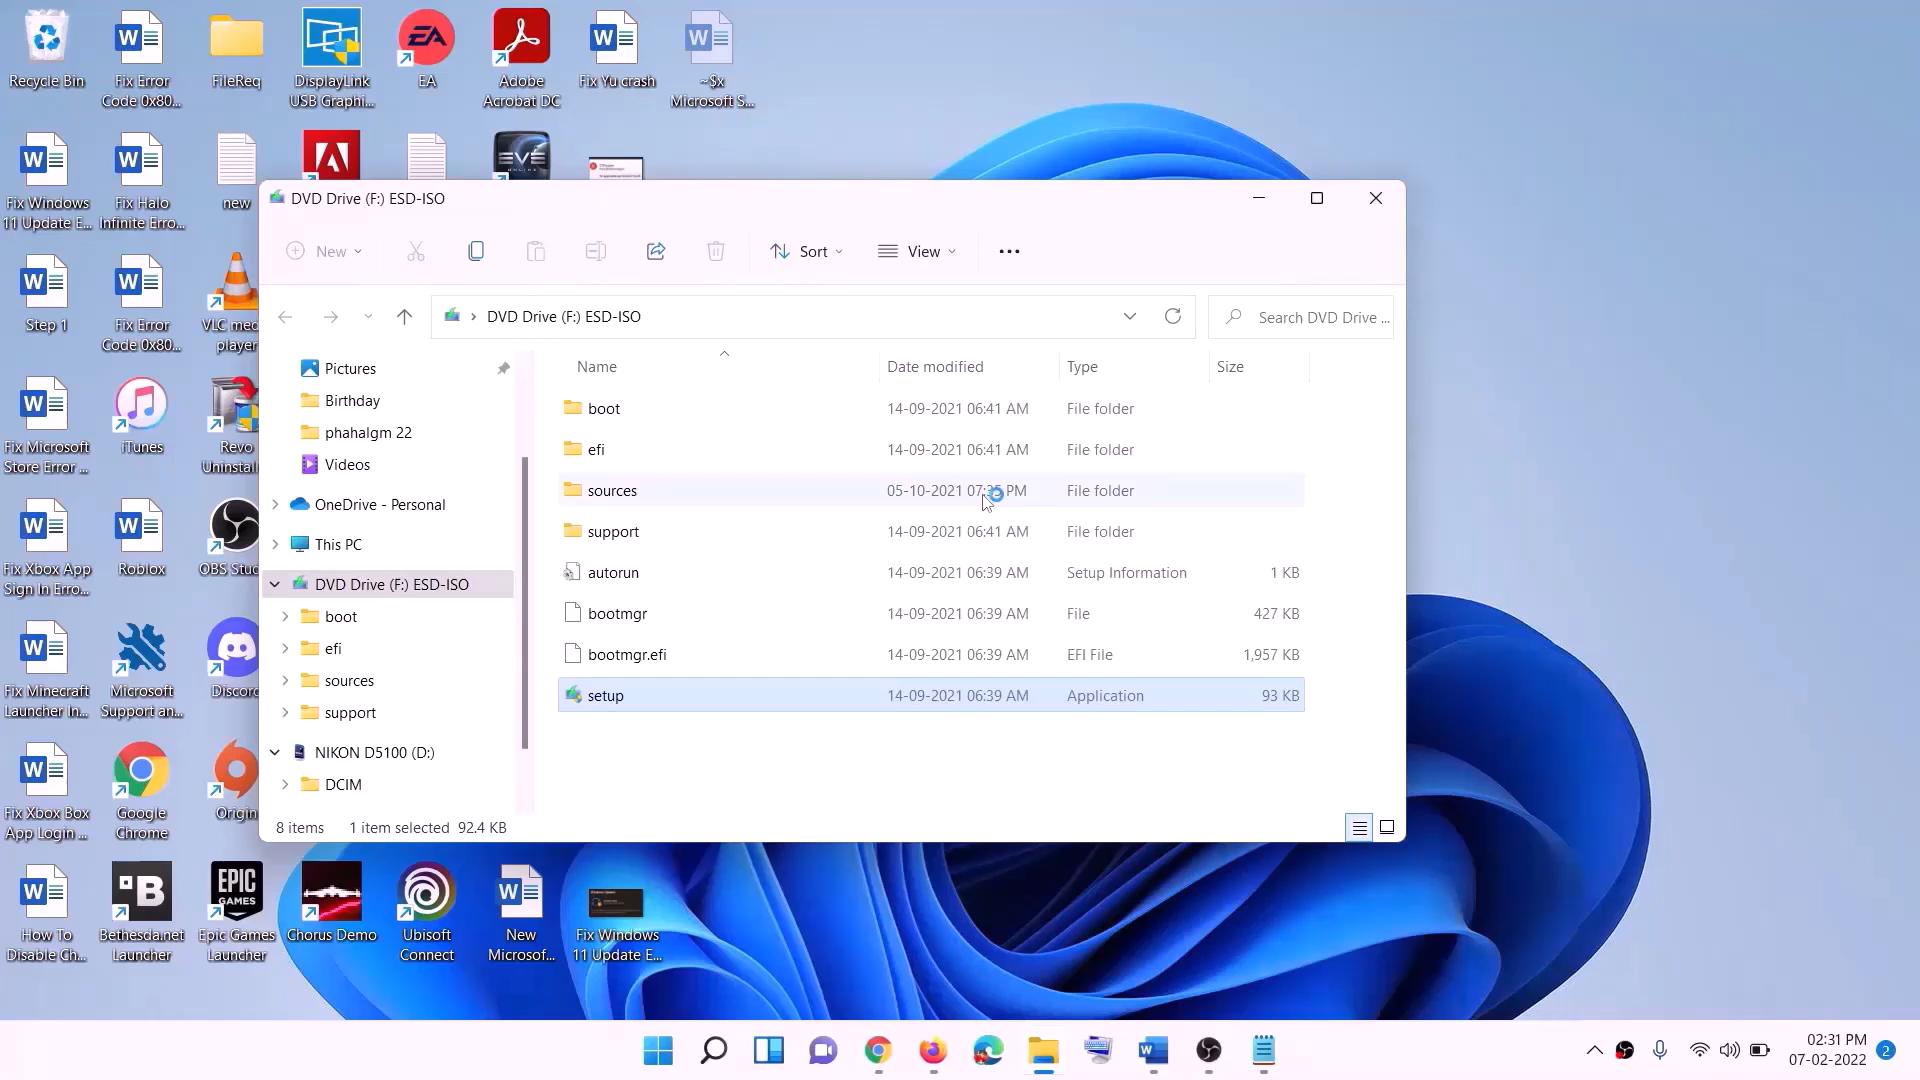 Recycle Bin
Fix Error
Code 0x80...
FileReq
DisplayLink
USB Graphi...
EA
EA
Adobe
Acrobat DC
Fix Yu crash
~$x
Microsoft S...
Fix Windows
11 Update E...
Fix Halo
Infinite Erro...
new
EVE
ONLINE
Step 1
Fix Error
Code 0x80...
VLC med
player
Fix Microsoft
Store Error ...
iTunes
Revo
Uninstall
Fix Xbox App
Sign In Erro...
Roblox
OBS Stud
Fix Minecraft
Launcher In...
Microsoft
Support an...
Discord
Fix Xbox Box
App Login ...
Google
Chrome
Origin
How To
Disable Ch...
Bethesda.net
Launcher
EPIC
GAMES
Epic Games
Launcher
Chorus Demo
Ubisoft
Connect
New
Microsof...
Fix Windows
11 Update E...
DVD Drive (F:) ESD-ISO
New
Sort
View
DVD Drive (F:) ESD-ISO
Search DVD Drive ...
Pictures
Birthday
phahalgm 22
Videos
OneDrive - Personal
This PC
DVD Drive (F:) ESD-ISO
boot
efi
sources
support
NIKON D5100 (D:)
DCIM
Name Date modified Type Size
boot 14-09-2021 06:41 AM File folder
efi 14-09-2021 06:41 AM File folder
sources 05-10-2021 PM File folder
support 14-09-2021 06:41 AM File folder
autorun 14-09-2021 06:39 AM Setup Information 1 KB
bootmgr 14-09-2021 06:39 AM File 427 KB
bootmgr.efi 14-09-2021 06:39 AM EFI File 1,957 KB
setup 14-09-2021 06:39 AM Application 93 KB
8 items 1 item selected 92.4 KB
02:31 PM
07-02-2022
2